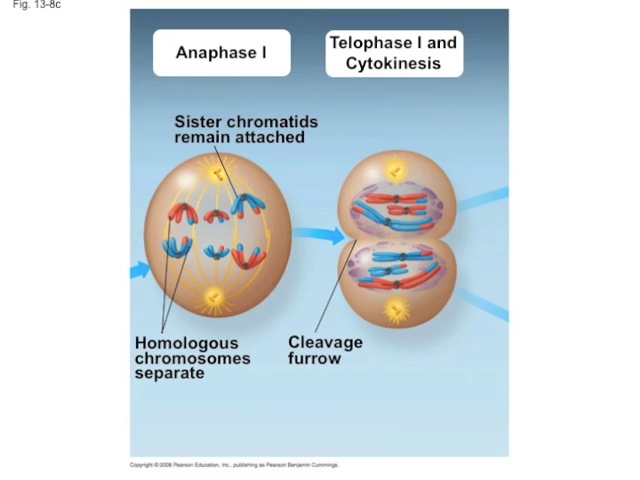 Fig. 13-8c
Anaphase I
Telophase I and
Cytokinesis
Sister chromatids
remain attached
Homologous
chromosomes
separate
Cleavage
furrow
Copyright © 2008 Pearson Education, Inc., publishing as Pearson Benjamin Cummings.